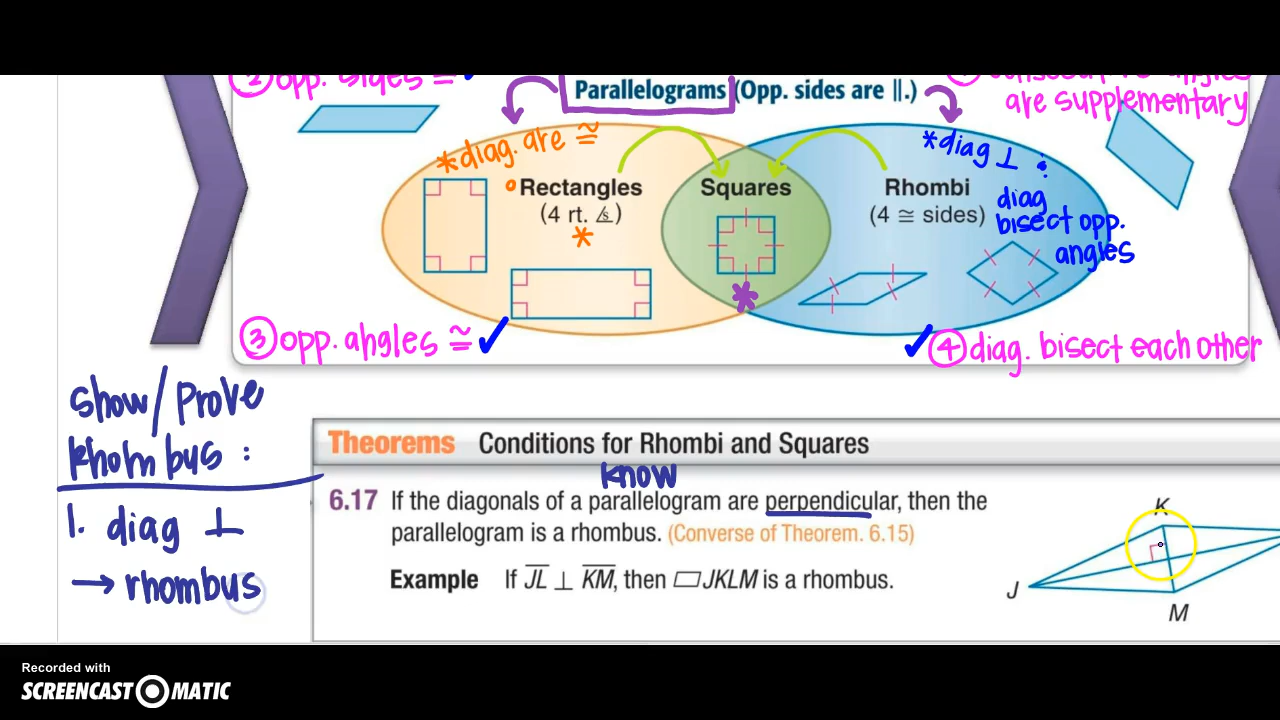 ② opp. sides ≅ ✓
Parallelograms (Opp. sides are ||.)
consecutive angles
are supplementary
*diag. are ≅
*diag ⊥ :
Rectangles
(4 rt. ∠s)
*
Squares
*
Rhombi
(4 ≅ sides)
diag
bisect opp.
angles
③ opp. angles ≅ ✓
✓ ④ diag. bisect each other
show/prove
Rhombus :
1. diag ⊥
→ rhombus
Theorems Conditions for Rhombi and Squares
know
6.17 If the diagonals of a parallelogram are perpendicular, then the
parallelogram is a rhombus. (Converse of Theorem. 6.15)
Example If JL ⊥ KM, then ▱JKLM is a rhombus.
K
J
M
Recorded with
SCREENCAST-O-MATIC